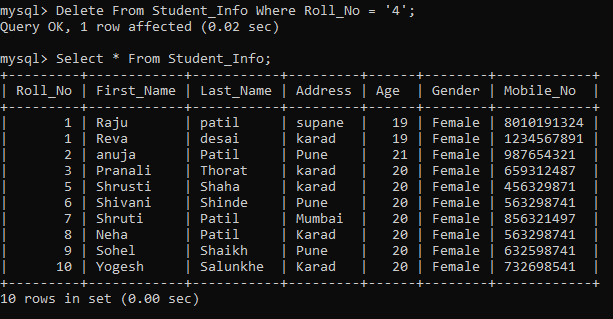 mysql> Delete From Student_Info Where Roll_No = '4';
Query OK, 1 row affected (0.02 sec)
mysql> Select * From Student_Info;
+---------+------------+-----------+---------+------+--------+------------+
| Roll_No | First_Name | Last_Name | Address | Age  | Gender | Mobile_No  |
+---------+------------+-----------+---------+------+--------+------------+
|       1 | Raju       | patil     | supane  |   19 | Female | 8010191324 |
|       1 | Reva       | desai     | karad   |   19 | Female | 1234567891 |
|       2 | anuja      | Patil     | Pune    |   21 | Female | 987654321  |
|       3 | Pranali    | Thorat    | karad   |   20 | Female | 659312487  |
|       5 | Shrusti    | Shaha     | karad   |   20 | Female | 456329871  |
|       6 | Shivani    | Shinde    | Pune    |   20 | Female | 563298741  |
|       7 | Shruti     | Patil     | Mumbai  |   20 | Female | 856321497  |
|       8 | Neha       | Patil     | Karad   |   20 | Female | 563298741  |
|       9 | Sohel      | Shaikh    | Pune    |   20 | Female | 632598741  |
|      10 | Yogesh     | Salunkhe  | Karad   |   20 | Female | 732698541  |
+---------+------------+-----------+---------+------+--------+------------+
10 rows in set (0.00 sec)